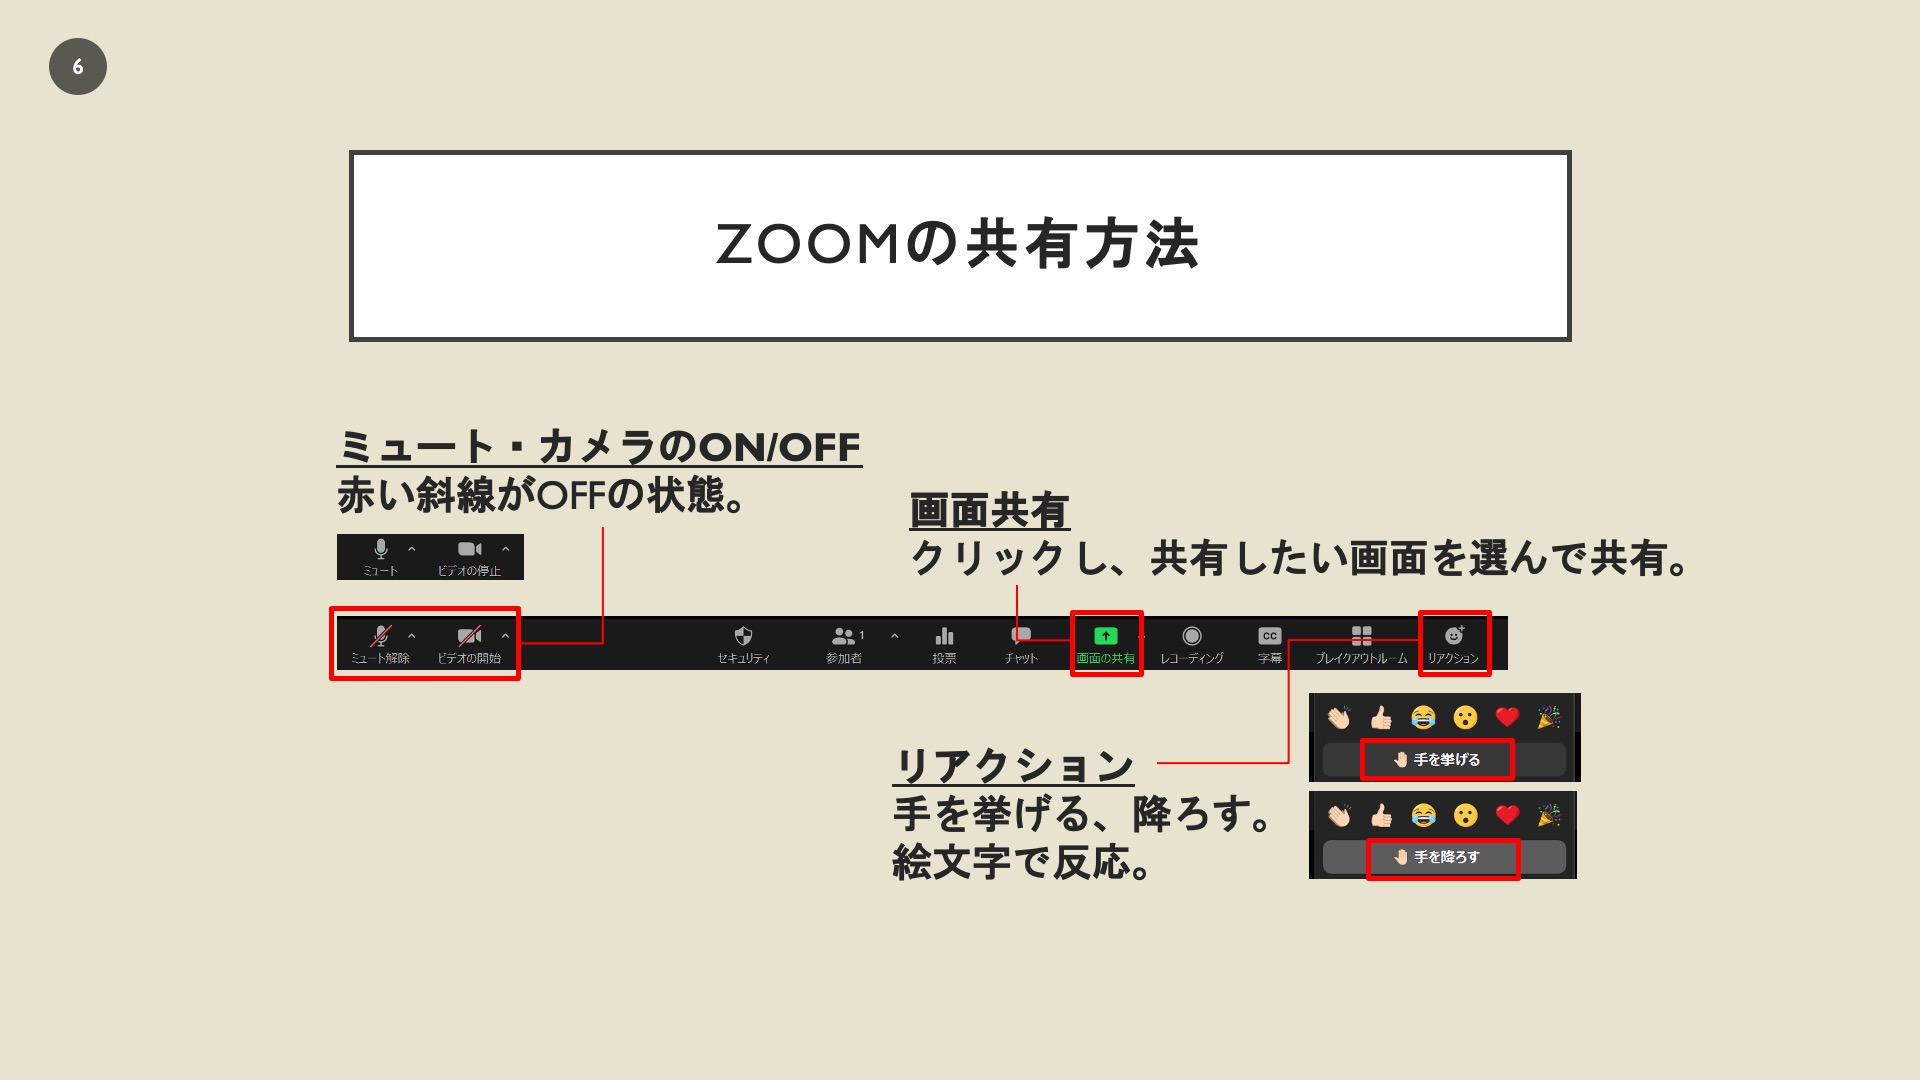 6
ZOOMの共有方法
ミュート・カメラのON/OFF
赤い斜線がOFFの状態。
画面共有
クリックし、共有したい画面を選んで共有。
ミュート ビデオの停止
ミュート解除 ビデオの開始 セキュリティ 参加者 1 投票 チャット 画面の共有 レコーディング CC 字幕 ブレイクアウトルーム リアクション
リアクション
手を挙げる、降ろす。
絵文字で反応。
手を挙げる
手を降ろす